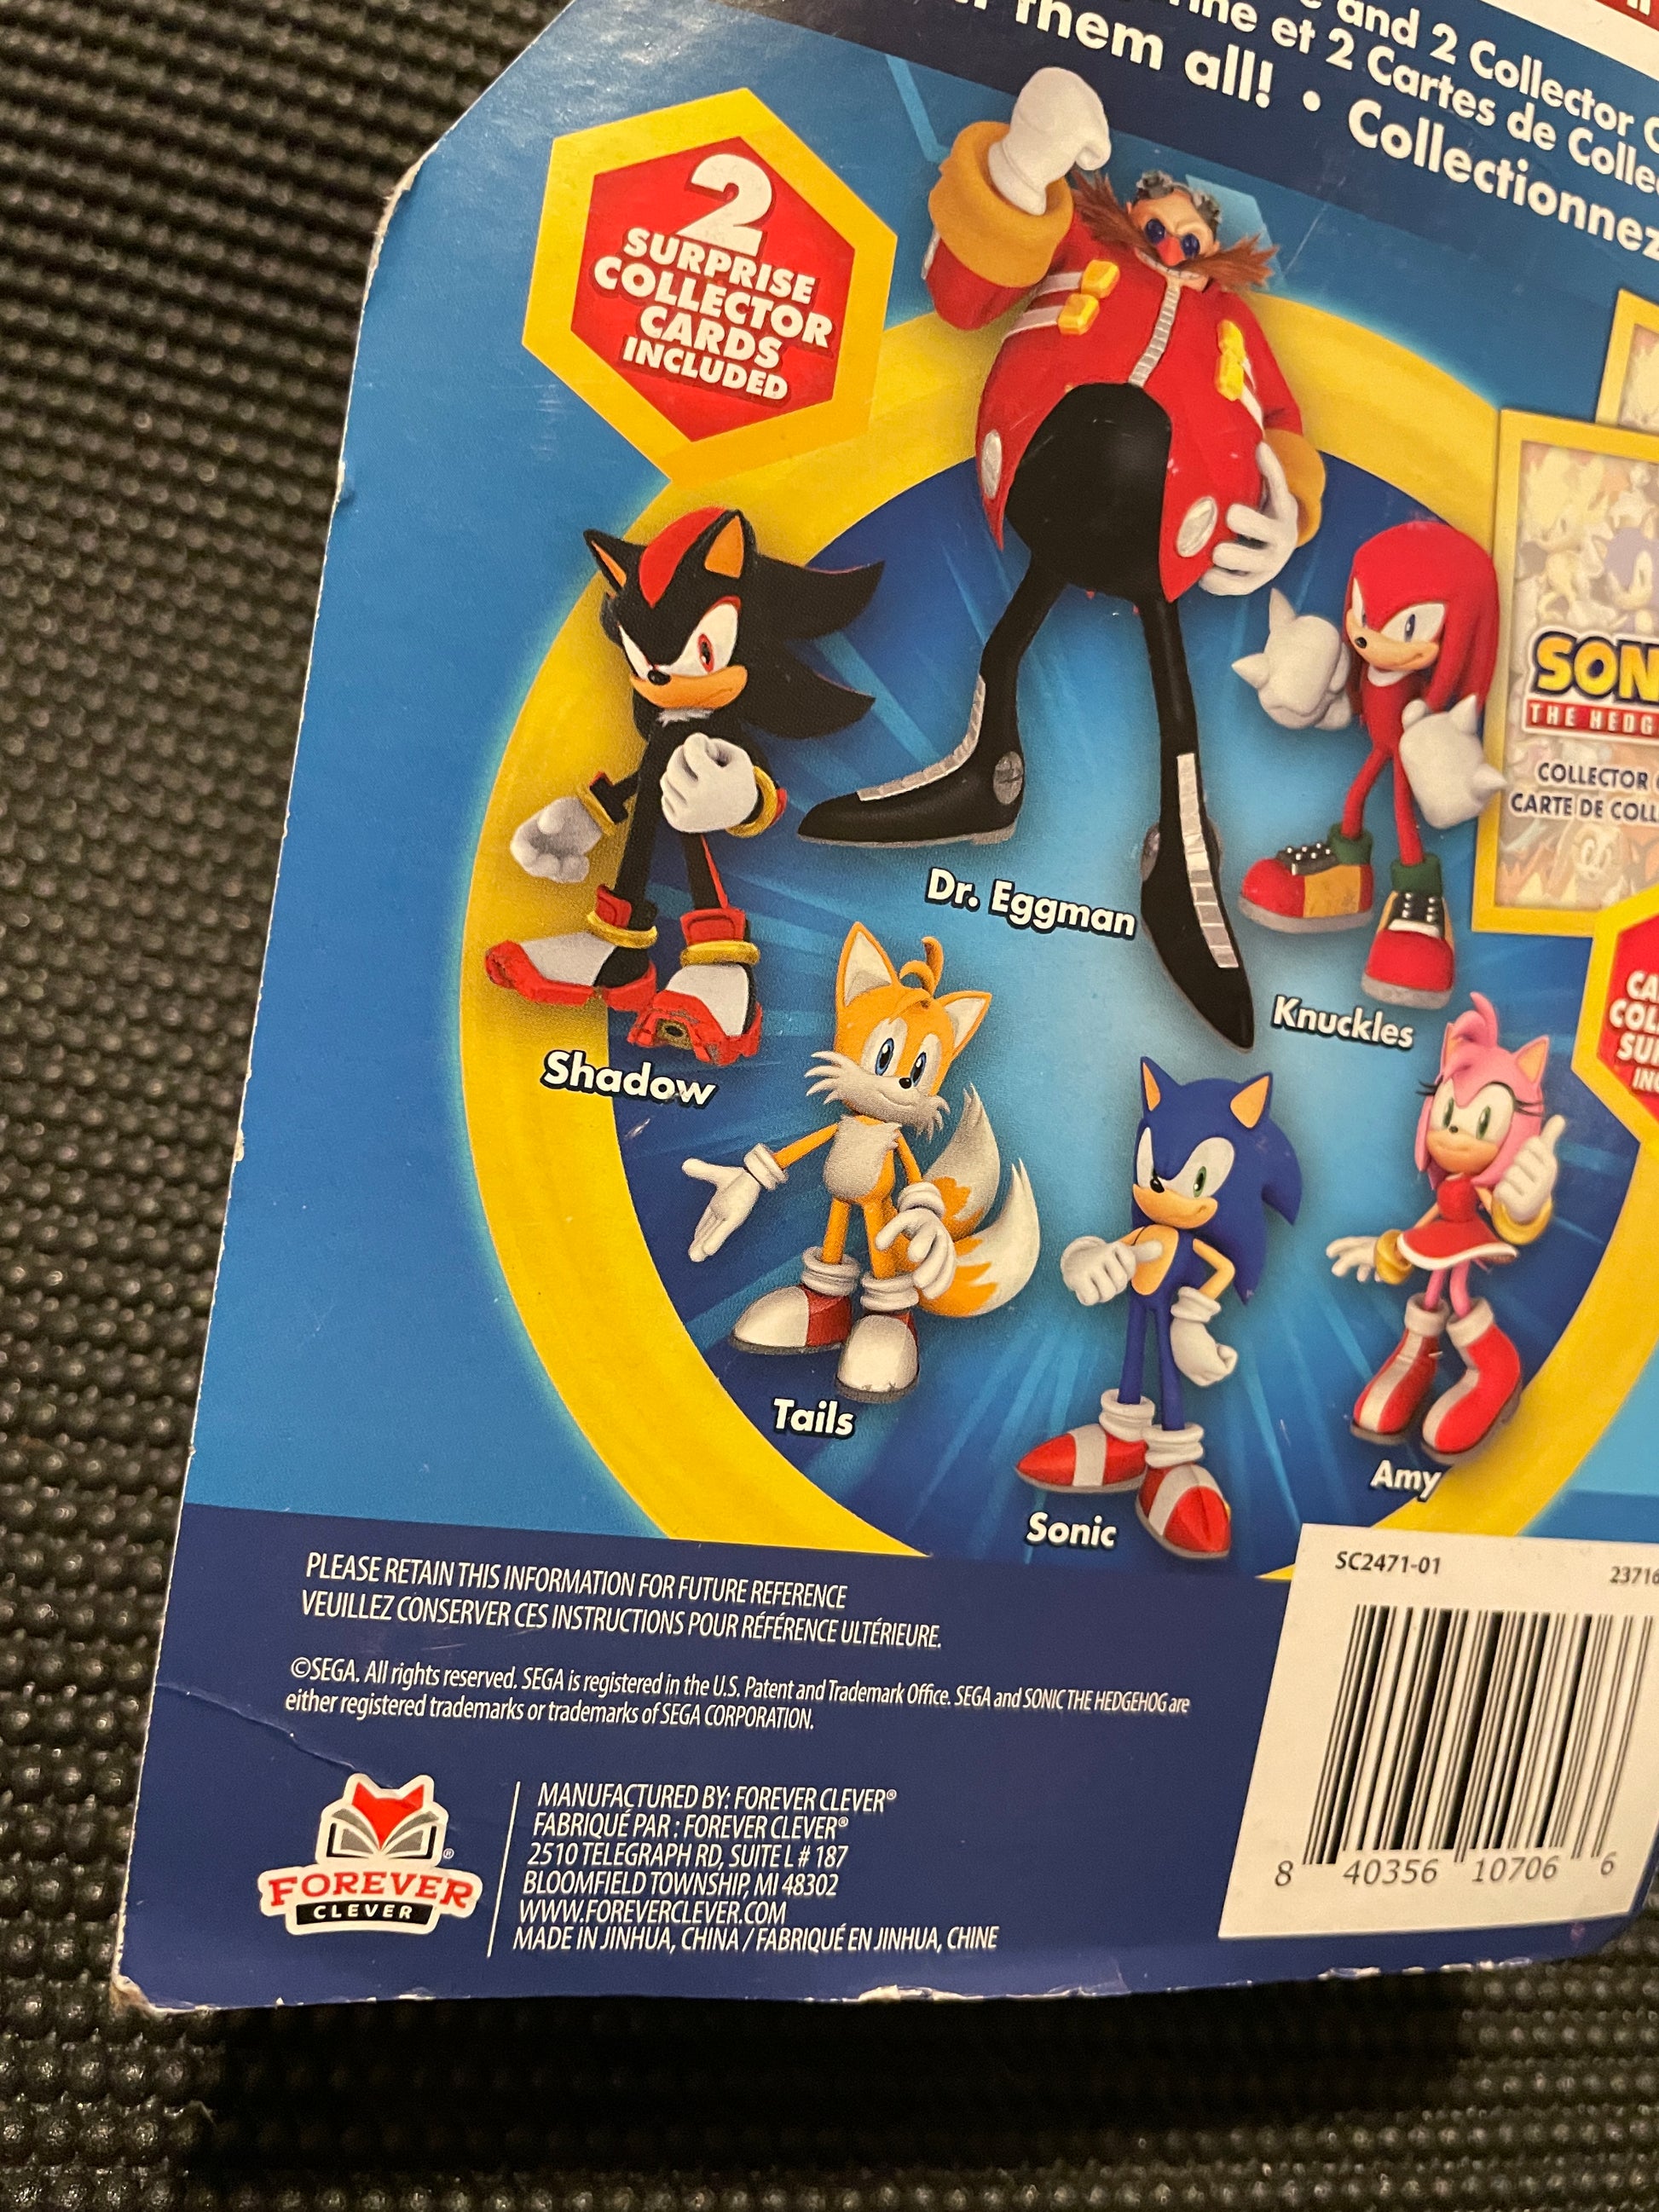 and 2 Collector
et 2 Cartes de
them all! • Collectionnez
2
SURPRISE
COLLECTOR
CARDS
INCLUDED
THE
COLLECTOR
CARTE DE
Dr. Eggman
Knuckles
Shadow
Tails
Sonic
Amy
SC2471-01
PLEASE RETAIN THIS INFORMATION FOR FUTURE REFERENCE
VEUILLEZ CONSERVER CES INSTRUCTIONS POUR RÉFÉRENCE ULTÉRIEURE.
©SEGA. All rights reserved. SEGA is registered in the U.S. Patent and Trademark Office. SEGA and SONIC THE HEDGEHOG are
either registered trademarks or trademarks of SEGA CORPORATION.
FOREVER
CLEVER
®
MANUFACTURED BY: FOREVER CLEVER®
FABRIQUÉ PAR : FOREVER CLEVER®
2510 TELEGRAPH RD, SUITE L # 187
BLOOMFIELD TOWNSHIP, MI 48302
WWW.FOREVERCLEVER.COM
MADE IN JINHUA, CHINA / FABRIQUÉ EN JINHUA, CHINE
8 40356 10706 6